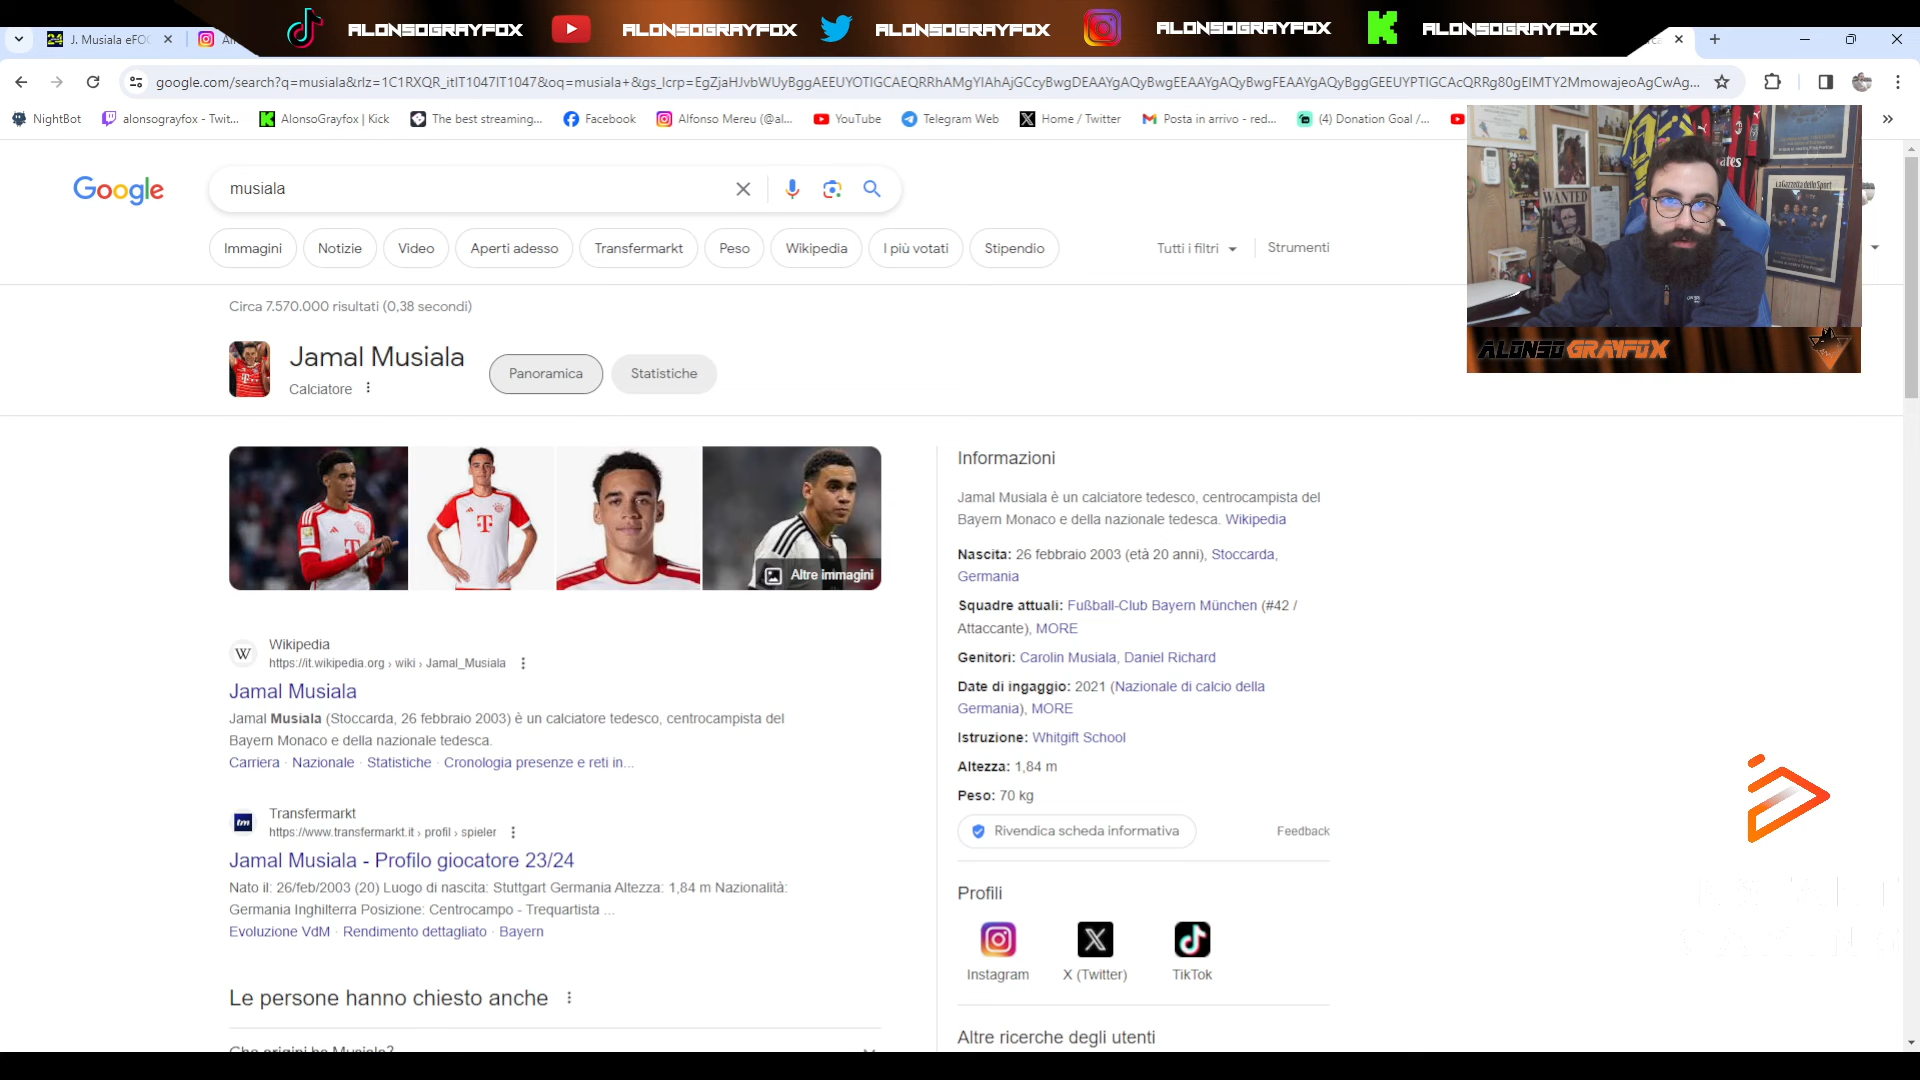 ALONSOGRAYFOX ALONSOGRAYFOX ALONSOGRAYFOX ALONSOGRAYFOX ALONSOGRAYFOX
J. Musiala eFO
google.com/search?q=musiala&rlz=1C1RXQR_itIT1047IT1047&oq=musiala+&gs_lcrp=EgZjaHJvbWUyBggAEEUYOTIGCAEQRRhAMgYIAhAjGCcyBwgDEAAYgAQyBwgEEAAYgAQyBwgFEAAYgAQyBggGEEUYPTIGCAcQRRg80gEIMTY2MmowajeoAgCwAg...
NightBot alonsograyfox - Twit... AlonsoGrayfox | Kick The best streaming... Facebook Alfonso Mereu (@al... YouTube Telegram Web Home / Twitter Posta in arrivo - red... (4) Donation Goal /... »
Google
musiala
Immagini Notizie Video Aperti adesso Transfermarkt Peso Wikipedia I più votati Stipendio Tutti i filtri Strumenti
WANTED
La Gazzetta dello Sport
ALONSO GRAYFOX
Circa 7.570.000 risultati (0,38 secondi)
Jamal Musiala
Calciatore
Panoramica Statistiche
Altre immagini
Wikipedia
https://it.wikipedia.org › wiki › Jamal_Musiala
Jamal Musiala
Jamal Musiala (Stoccarda, 26 febbraio 2003) è un calciatore tedesco, centrocampista del
Bayern Monaco e della nazionale tedesca.
Carriera · Nazionale · Statistiche · Cronologia presenze e reti in...
tm
Transfermarkt
https://www.transfermarkt.it › profil › spieler
Jamal Musiala - Profilo giocatore 23/24
Nato il: 26/feb/2003 (20) Luogo di nascita: Stuttgart Germania Altezza: 1,84 m Nazionalità:
Germania Inghilterra Posizione: Centrocampo - Trequartista ...
Evoluzione VdM · Rendimento dettagliato · Bayern
Le persone hanno chiesto anche
Che origini ha Musiala?
Informazioni
Jamal Musiala è un calciatore tedesco, centrocampista del
Bayern Monaco e della nazionale tedesca. Wikipedia
Nascita: 26 febbraio 2003 (età 20 anni), Stoccarda,
Germania
Squadre attuali: Fußball-Club Bayern München (#42 /
Attaccante), MORE
Genitori: Carolin Musiala, Daniel Richard
Date di ingaggio: 2021 (Nazionale di calcio della
Germania), MORE
Istruzione: Whitgift School
Altezza: 1,84 m
Peso: 70 kg
Rivendica scheda informativa Feedback
Profili
Instagram X (Twitter) TikTok
Altre ricerche degli utenti